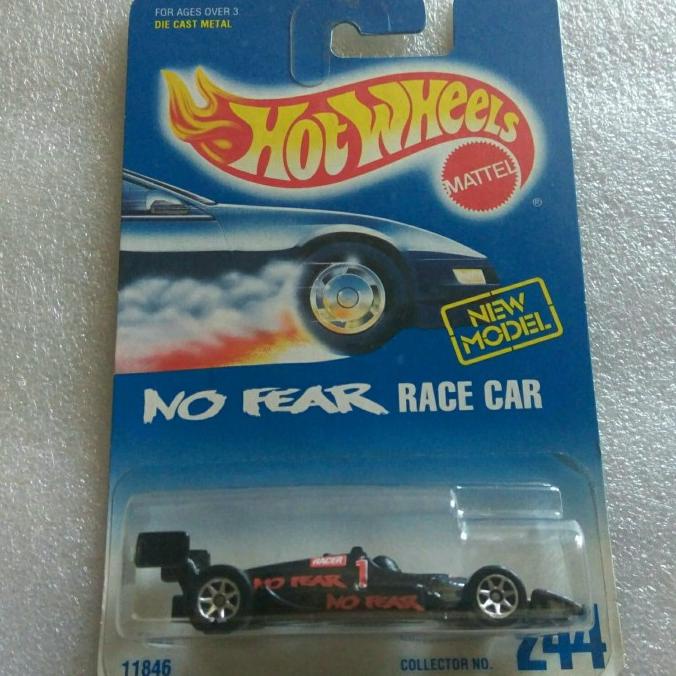 FOR AGES OVER 3
DIE CAST METAL
HOT WHEELS
MATTEL
®
NEW
MODEL
NO FEAR RACE CAR
RACER
1
NO FEAR
NO FEAR
11846
COLLECTOR NO. 244